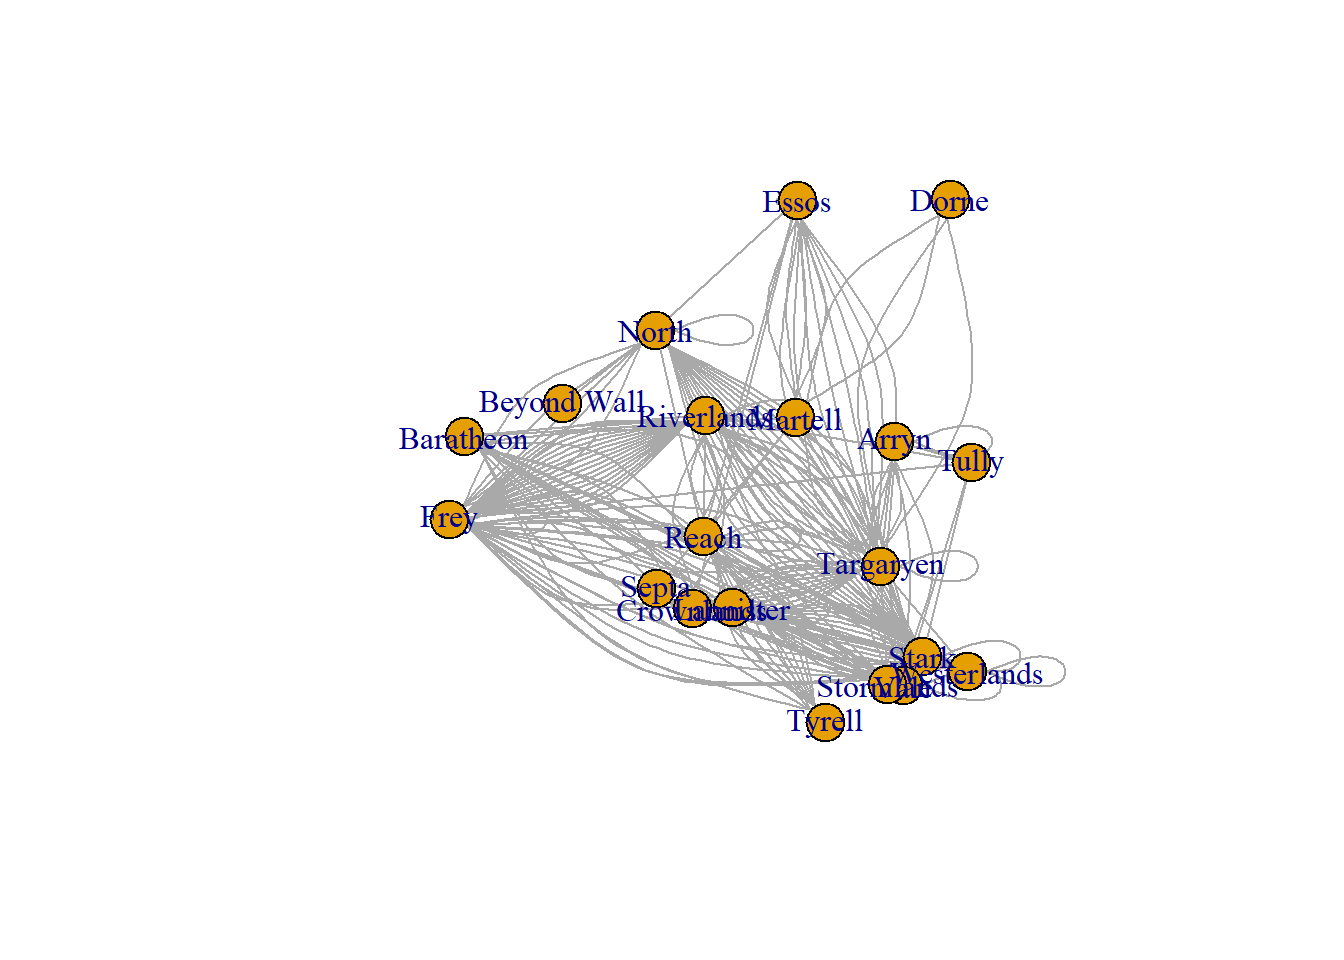 Essos
Dorne
North
Beyond Wall
Riverlands
Martell
Baratheon
Arryn
Tully
Frey
Reach
Targaryen
Septa
Crownlands
Lannister
Stark
Westerlands
Stormlands
Vale
Tyrell